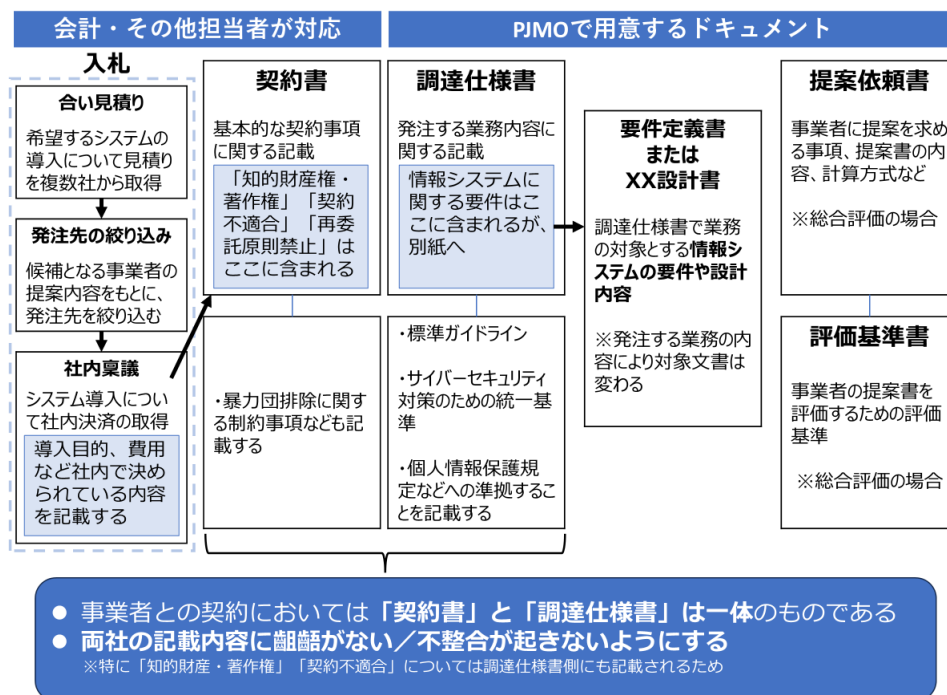 会計・その他担当者が対応
PJMOで用意するドキュメント
入札
合い見積り
希望するシステムの
導入について見積り
を複数社から取得
発注先の絞り込み
候補となる事業者の
提案内容をもとに、
発注先を絞り込む
社内稟議
システム導入につい
て社内決済の取得
導入目的、費用
など社内で決め
られている内容
を記載する
契約書
基本的な契約事項
に関する記載
「知的財産権・
著作権」「契約
不適合」「再委
託原則禁止」は
ここに含まれる
・暴力団排除に関す
る制約事項なども記
載する
調達仕様書
発注する業務内容に
関する記載
情報システムに
関する要件はこ
こに含まれるが、
別紙へ
・標準ガイドライン
・サイバーセキュリティ
対策のための統一基
準
・個人情報保護規
定などへの準拠するこ
とを記載する
要件定義書
または
XX設計書
調達仕様書で業務
の対象とする情報シ
ステムの要件や設計
内容
※発注する業務の内
容により対象文書は
変わる
提案依頼書
事業者に提案を求め
る事項、提案書の内
容、計算方式など
※総合評価の場合
評価基準書
事業者の提案書を
評価するための評価
基準
※総合評価の場合
● 事業者との契約においては「契約書」と「調達仕様書」は一体のものである
● 両社の記載内容に齟齬がない／不整合が起きないようにする
※特に「知的財産・著作権」「契約不適合」については調達仕様書側にも記載されるため